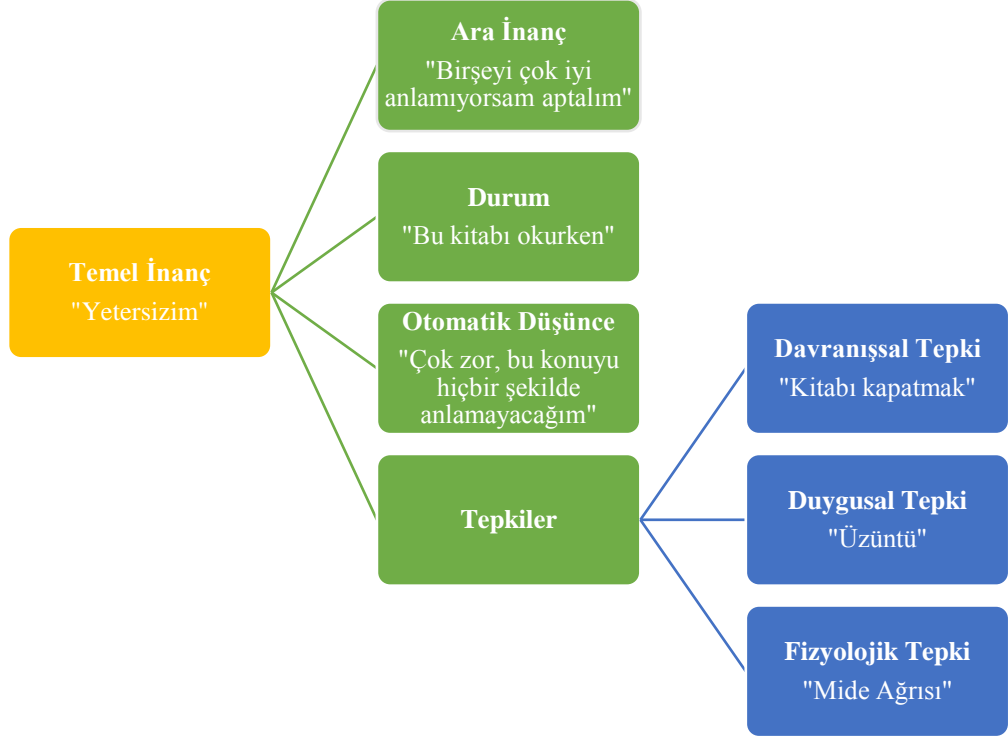 Temel İnanç
"Yetersizim"
Ara İnanç
"Birşeyi çok iyi
anlamıyorsam aptalım"
Durum
"Bu kitabı okurken"
Otomatik Düşünce
"Çok zor, bu konuyu
hiçbir şekilde
anlamayacağım"
Tepkiler
Davranışsal Tepki
"Kitabı kapatmak"
Duygusal Tepki
"Üzüntü"
Fizyolojik Tepki
"Mide Ağrısı"